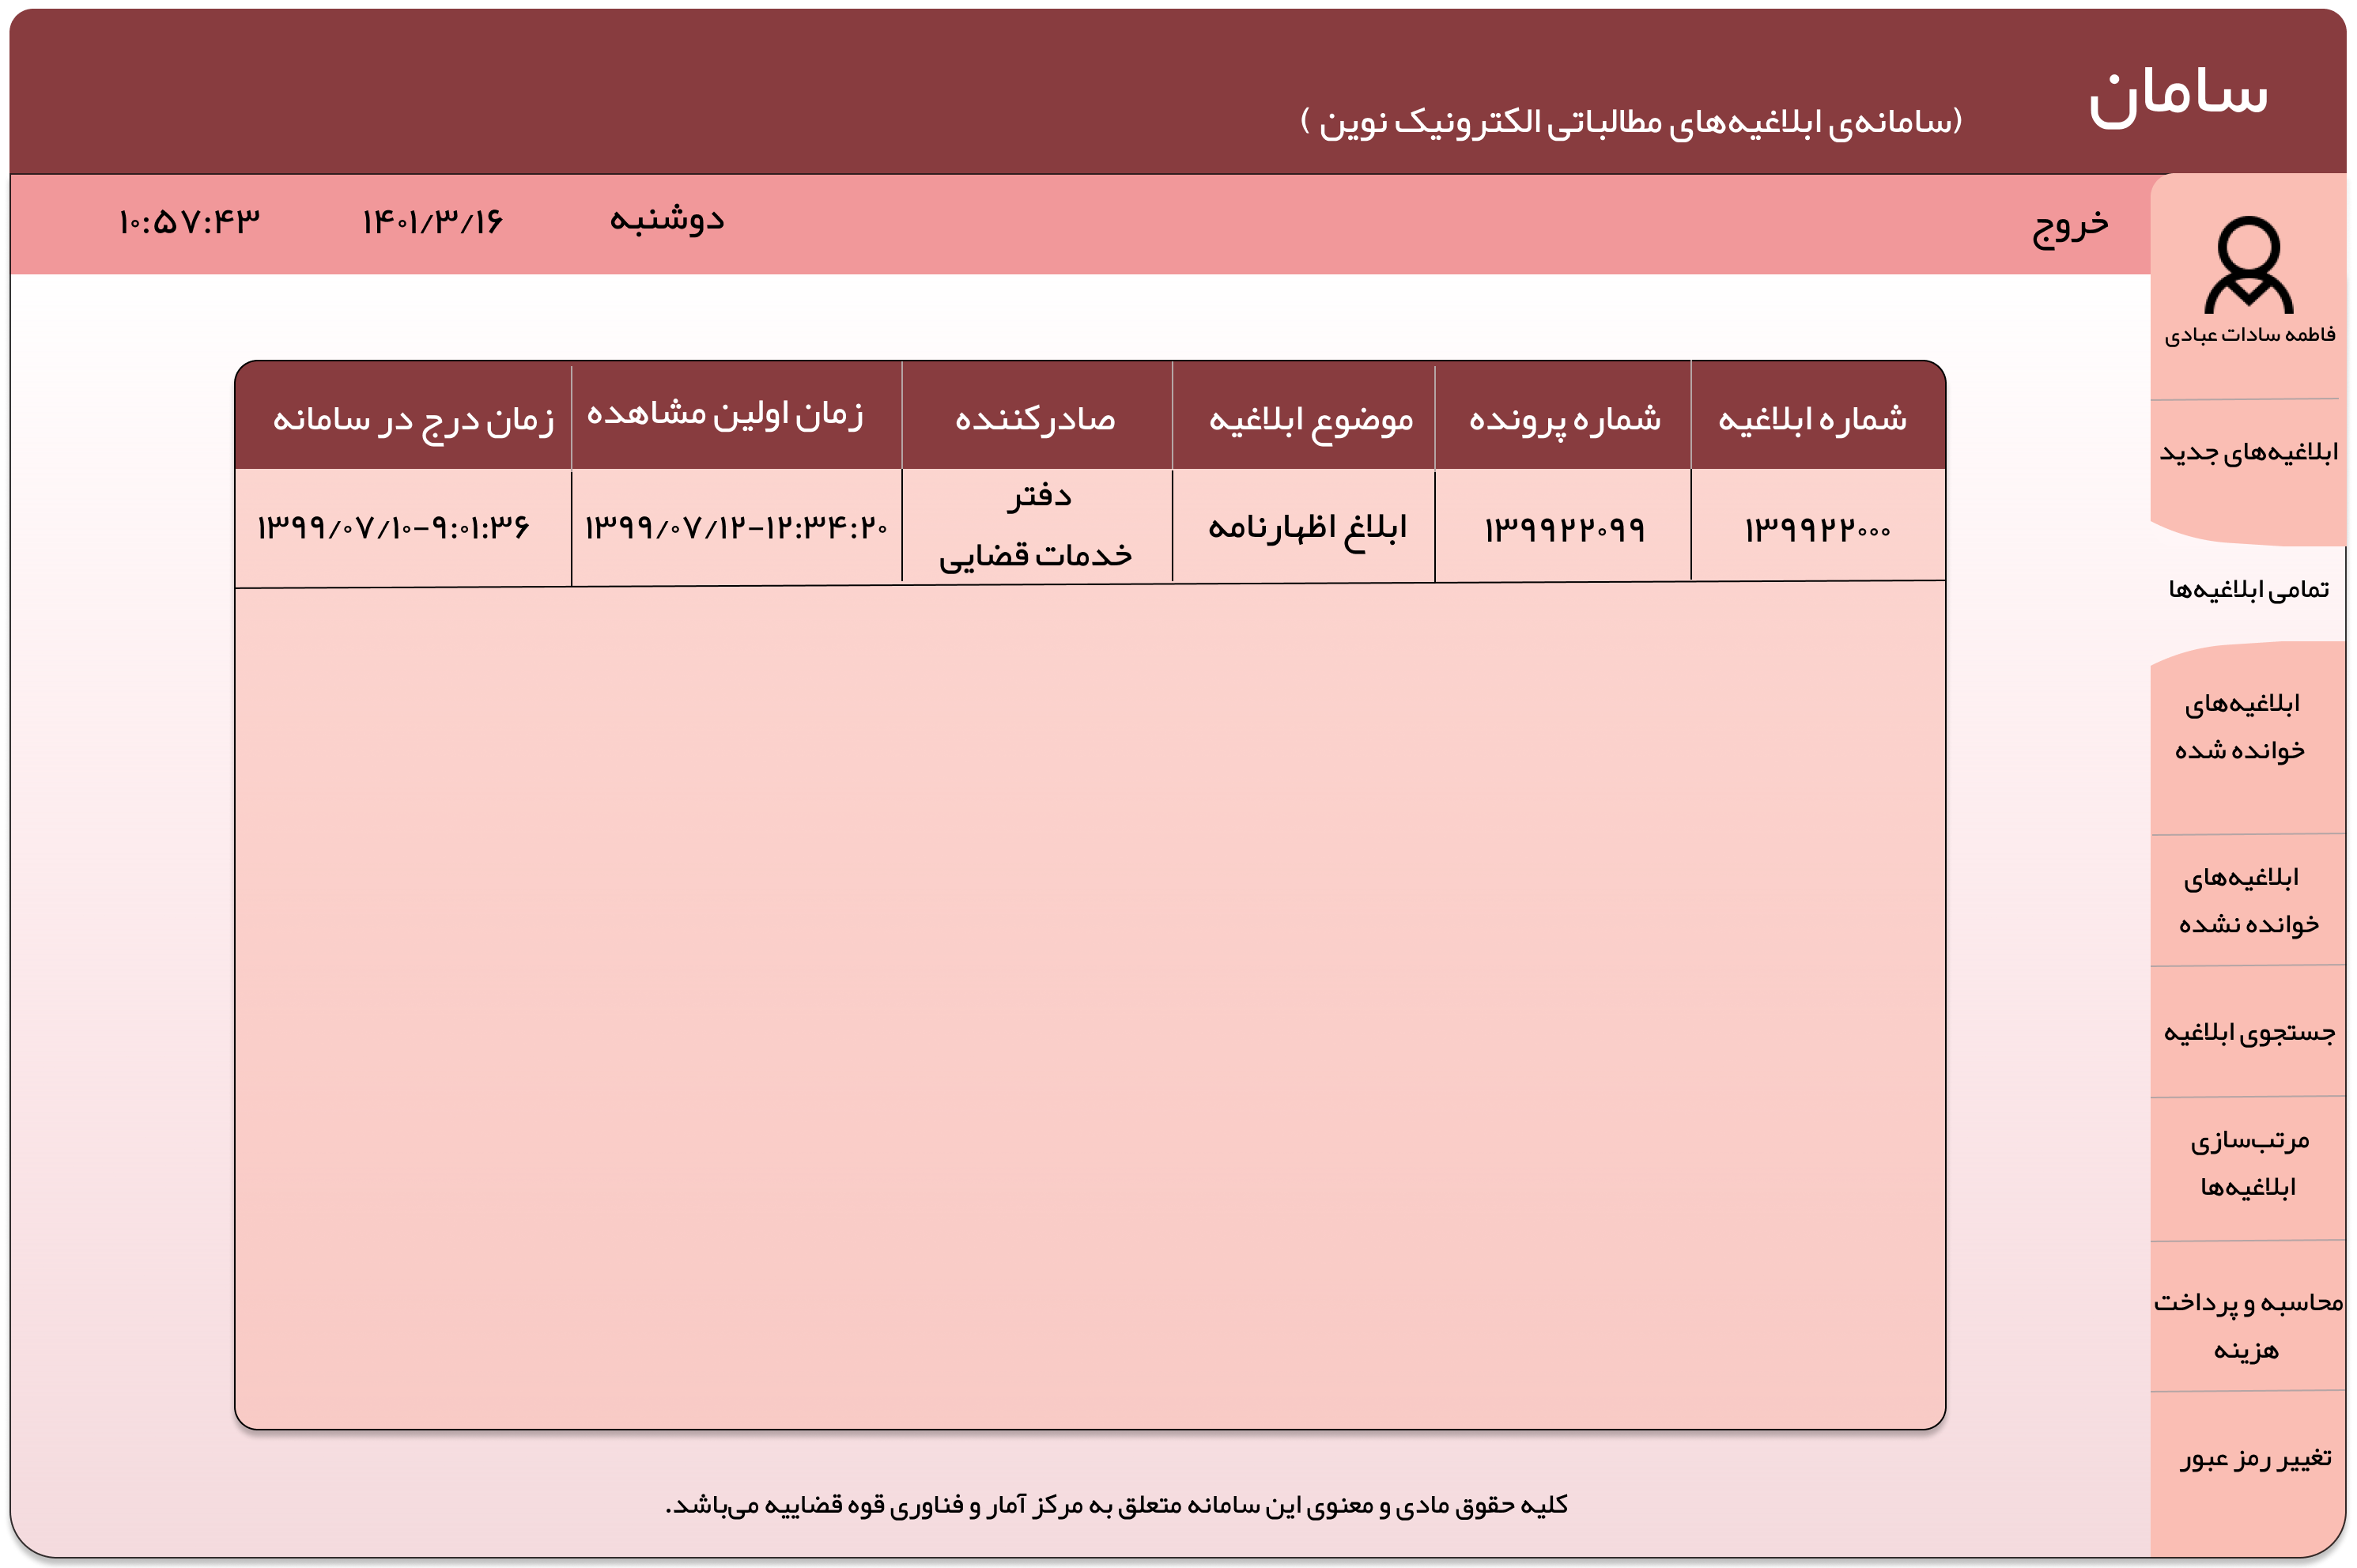 سامان
(سامانه‌ی ابلاغیه‌های مطالباتی الکترونیک نوین )
خروج
دوشنبه
۱۴۰۱/۳/۱۶
۱۰:۵۷:۴۳
فاطمه سادات عبادی
ابلاغیه‌های جدید
تمامی ابلاغیه‌ها
ابلاغیه‌های
خوانده شده
ابلاغیه‌های
خوانده نشده
جستجوی ابلاغیه
مرتب‌سازی
ابلاغیه‌ها
محاسبه و پرداخت
هزینه
تغییر رمز عبور
شماره ابلاغیه
شماره پرونده
موضوع ابلاغیه
صادرکننده
زمان اولین مشاهده
زمان درج در سامانه
۱۳۹۹۲۲۰۰۰
۱۳۹۹۲۲۰۹۹
ابلاغ اظهارنامه
دفتر
خدمات قضایی
۱۳۹۹/۰۷/۱۲-۱۲:۳۴:۲۰
۱۳۹۹/۰۷/۱۰-۹:۰۱:۳۶
کلیه حقوق مادی و معنوی این سامانه متعلق به مرکز آمار و فناوری قوه قضاییه می‌باشد.